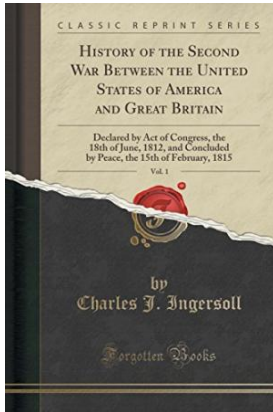 CLASSIC REPRINT SERIES
HISTORY OF THE SECOND
WAR BETWEEN THE UNITED
STATES OF AMERICA
AND GREAT BRITAIN
Declared by Act of Congress, the
18th of June, 1812, and Concluded
by Peace, the 15th of February, 1815
Vol. 1
by
Charles J. Ingersoll
Forgotten Books